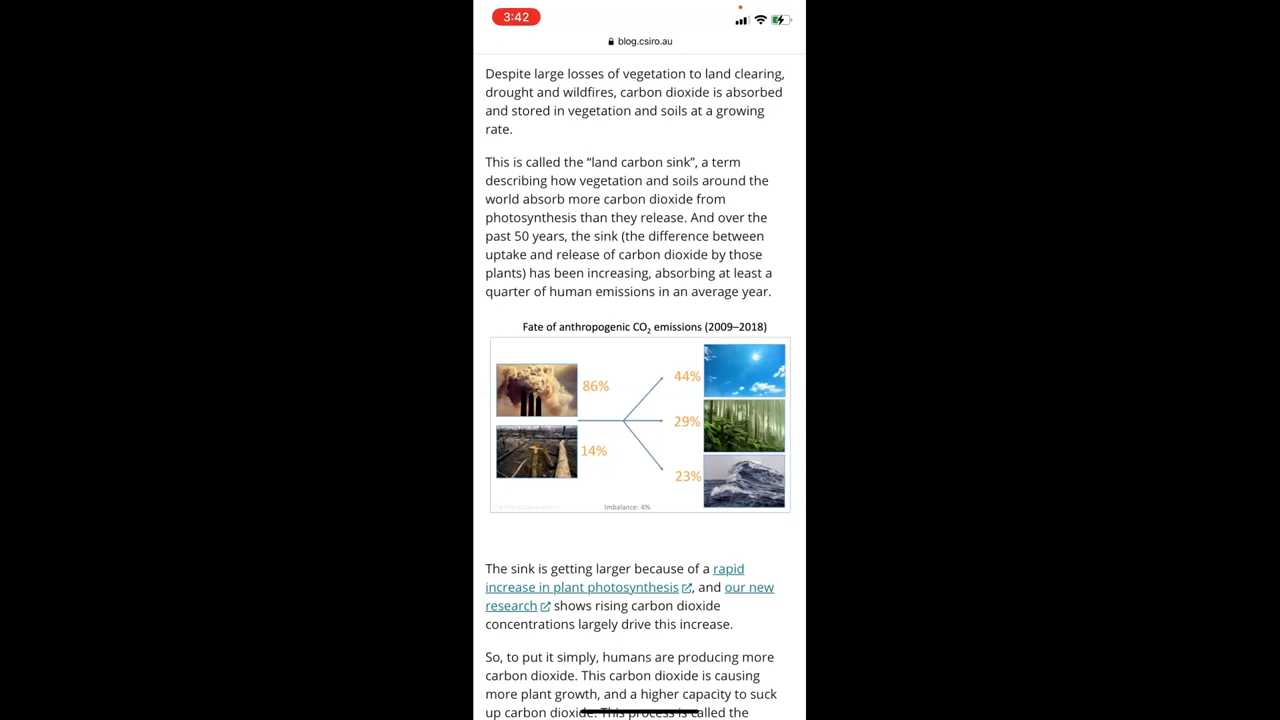 3:42
blog.csiro.au
Despite large losses of vegetation to land clearing,
drought and wildfires, carbon dioxide is absorbed
and stored in vegetation and soils at a growing
rate.
This is called the “land carbon sink”, a term
describing how vegetation and soils around the
world absorb more carbon dioxide from
photosynthesis than they release. And over the
past 50 years, the sink (the difference between
uptake and release of carbon dioxide by those
plants) has been increasing, absorbing at least a
quarter of human emissions in an average year.
Fate of anthropogenic CO₂ emissions (2009–2018)
86%
14%
44%
29%
23%
Imbalance: 4%
The sink is getting larger because of a rapid
increase in plant photosynthesis, and our new
research shows rising carbon dioxide
concentrations largely drive this increase.
So, to put it simply, humans are producing more
carbon dioxide. This carbon dioxide is causing
more plant growth, and a higher capacity to suck
up carbon dioxide. This process is called the